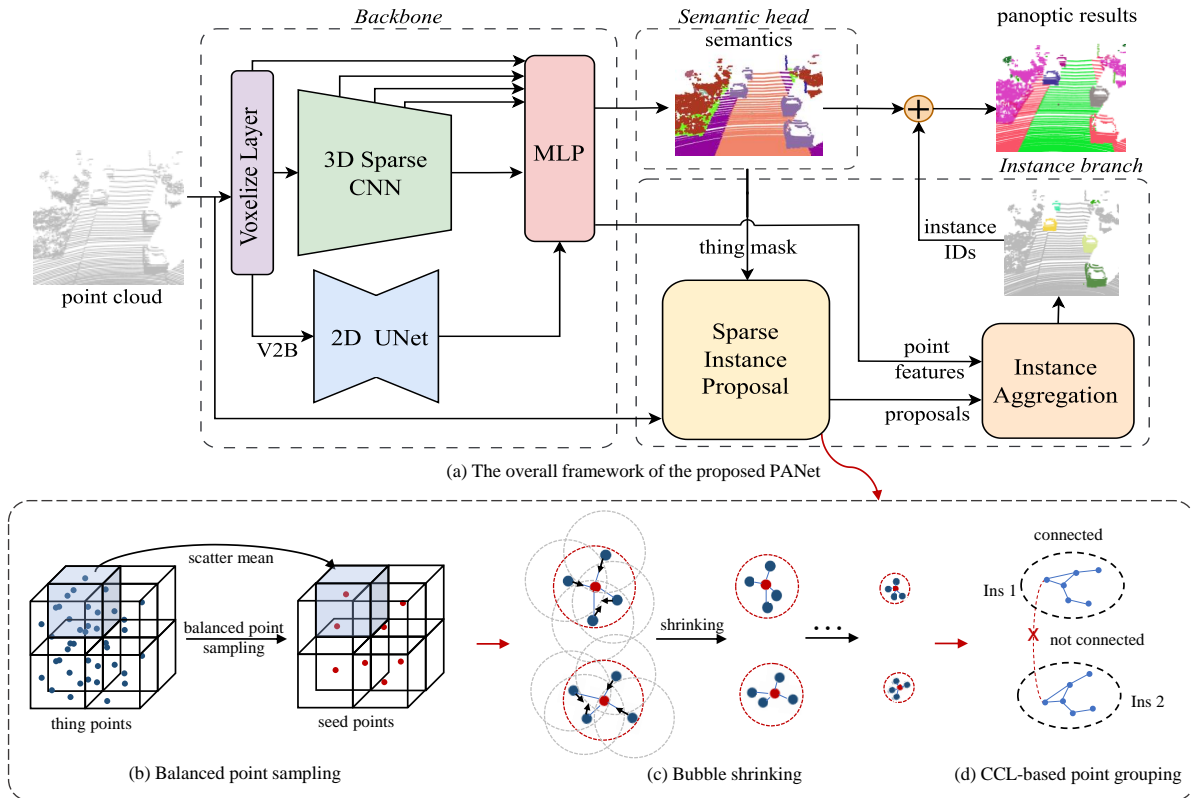 Backbone
Semantic head
semantics
panoptic results
Voxelize Layer
3D Sparse
CNN
MLP
+
Instance branch
point cloud
V2B
2D UNet
thing mask
instance
IDs
Sparse
Instance
Proposal
point
features
proposals
Instance
Aggregation
(a) The overall framework of the proposed PANet
scatter mean
balanced point
sampling
thing points
seed points
shrinking
...
connected
Ins 1
X
not connected
Ins 2
(b) Balanced point sampling
(c) Bubble shrinking
(d) CCL-based point grouping